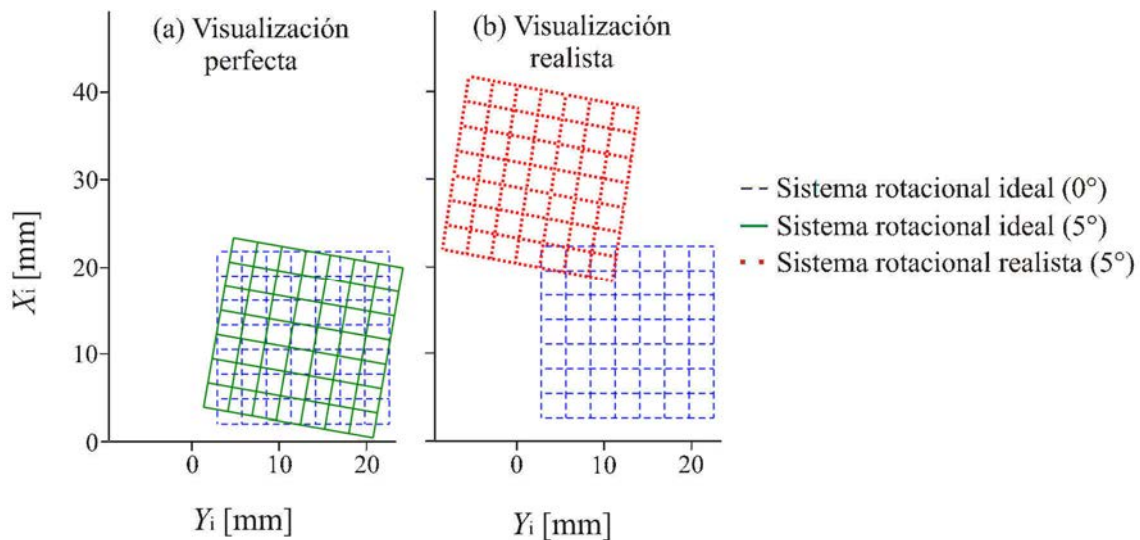 (a) Visualización
perfecta
(b) Visualización
realista
40
30
20
10
0
Xi [mm]
0 10 20
0 10 20
Yi [mm]
Yi [mm]
Sistema rotacional ideal (0°)
Sistema rotacional ideal (5°)
Sistema rotacional realista (5°)